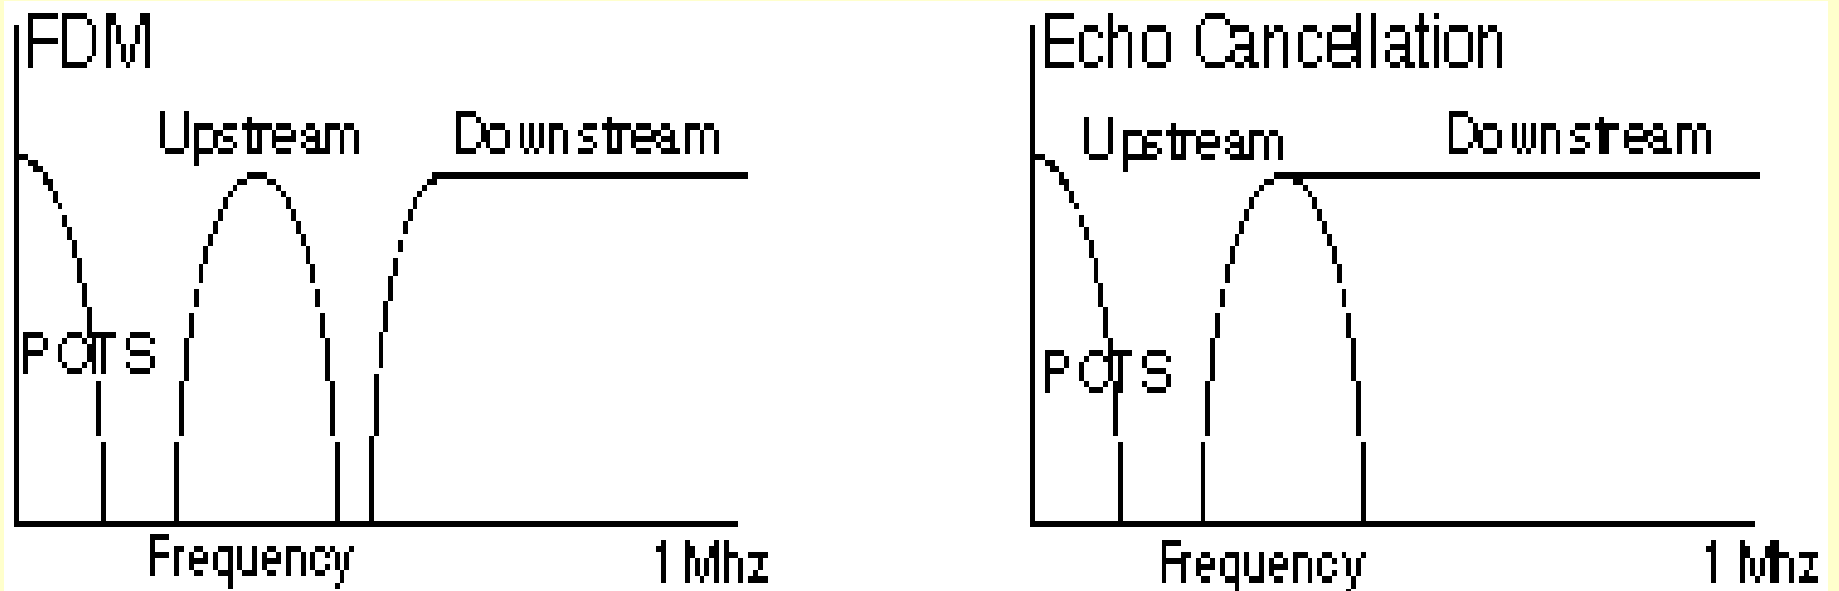 FDM
Upstream
Downstream
POTS
Frequency
1 Mhz
Echo Cancellation
Upstream
Downstream
POTS
Frequency
1 Mhz